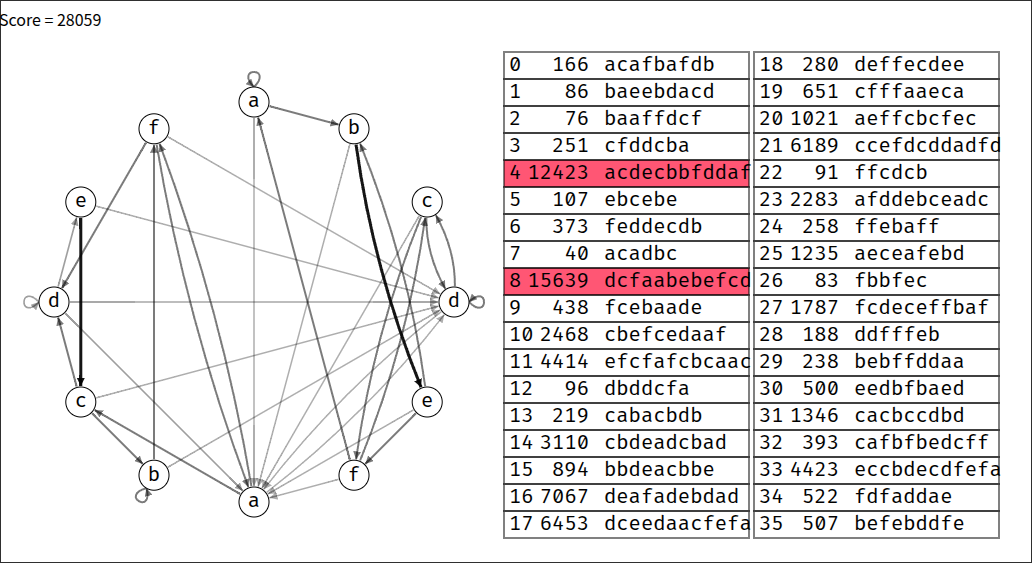 Score = 28059
a
f
b
e
c
d
d
c
e
b
f
a
0 166 acafbafdb
1 86 baeebdacd
2 76 baaffdcf
3 251 cfddcba
4 12423 acdecbbfddaf
5 107 ebcebe
6 373 feddecdb
7 40 acadbc
8 15639 dcfaabebefcd
9 438 fcebaade
10 2468 cbefcedaaf
11 4414 efcfafcbcaac
12 96 dbddcfa
13 219 cabacbdb
14 3110 cbdeadcbad
15 894 bbdeacbbe
16 7067 deafadebdad
17 6453 dceedaacfefa
18 280 deffecdee
19 651 cfffaaeca
20 1021 aeffcbcfec
21 6189 ccefdcddadfd
22 91 ffcdcb
23 2283 afddebceadc
24 258 ffebaff
25 1235 aeceafebd
26 83 fbbfec
27 1787 fcdeceffbaf
28 188 ddfffeb
29 238 bebffddaa
30 500 eedbfbaed
31 1346 cacbccdbd
32 393 cafbfbedcff
33 4423 eccbdecdfefa
34 522 fdfaddae
35 507 befebddfe